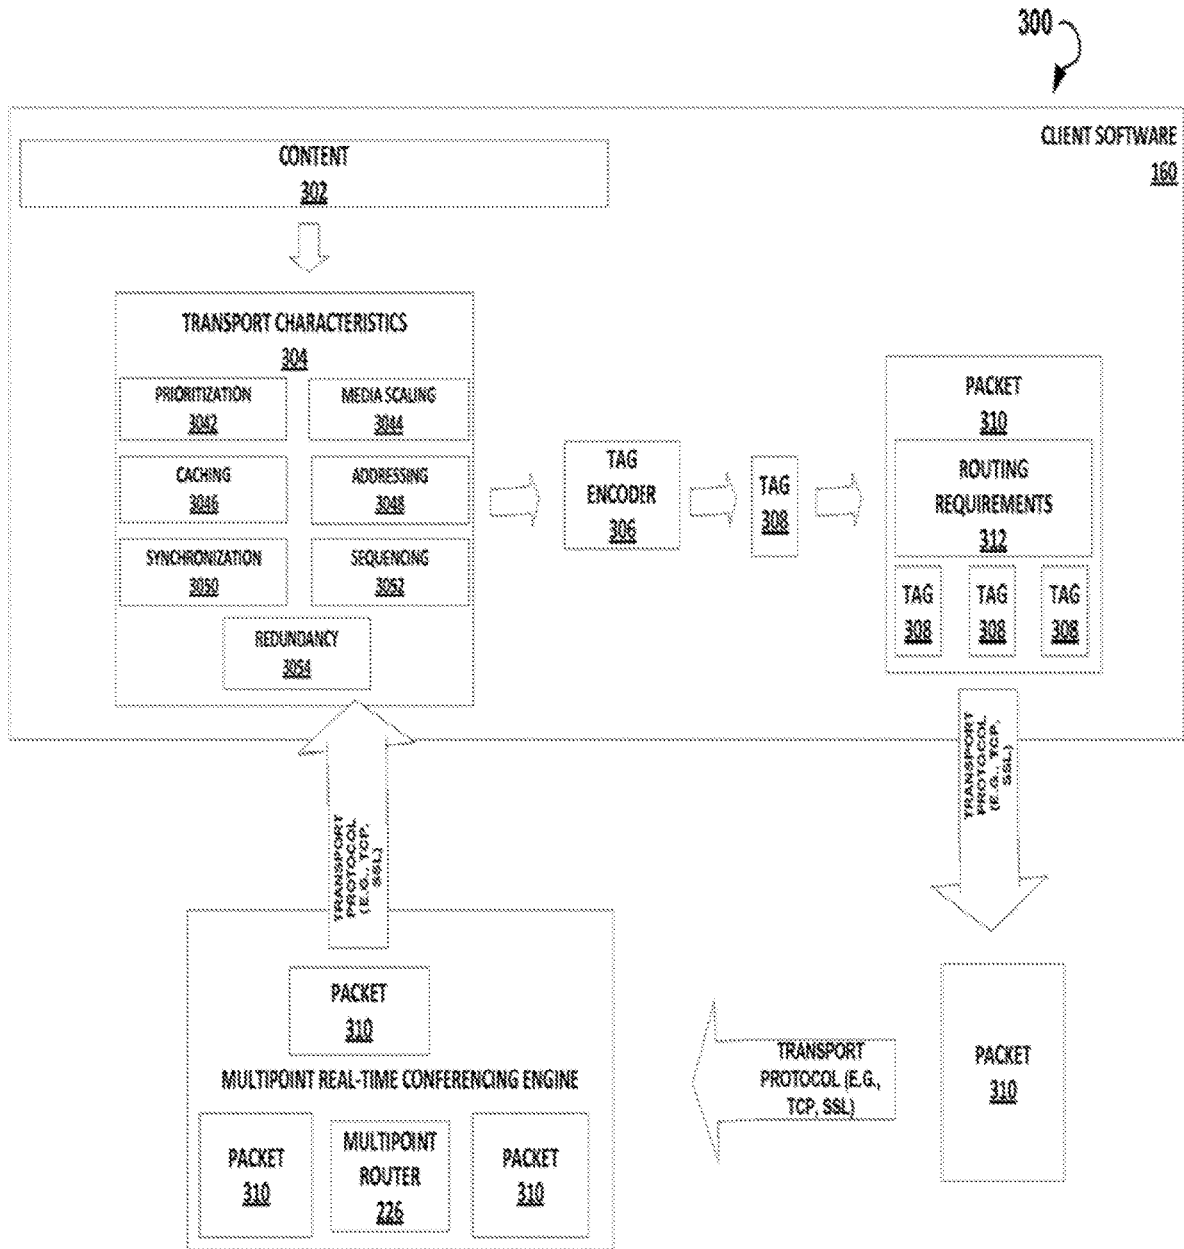 300
CLIENT SOFTWARE
160
CONTENT
302
TRANSPORT CHARACTERISTICS
304
PRIORITIZATION
3042
MEDIA SCALING
3044
CACHING
3046
ADDRESSING
3048
SYNCHRONIZATION
3050
SEQUENCING
3052
REDUNDANCY
3054
TAG
ENCODER
306
TAG
308
PACKET
310
ROUTING
REQUIREMENTS
312
TAG
308
TAG
308
TAG
308
TRANSPORT
PROTOCOL
(E.G., TCP,
SSL)
TRANSPORT
PROTOCOL
(E.G., TCP,
SSL)
PACKET
310
MULTIPOINT REAL-TIME CONFERENCING ENGINE
PACKET
310
MULTIPOINT
ROUTER
226
PACKET
310
TRANSPORT
PROTOCOL (E.G.,
TCP, SSL)
PACKET
310